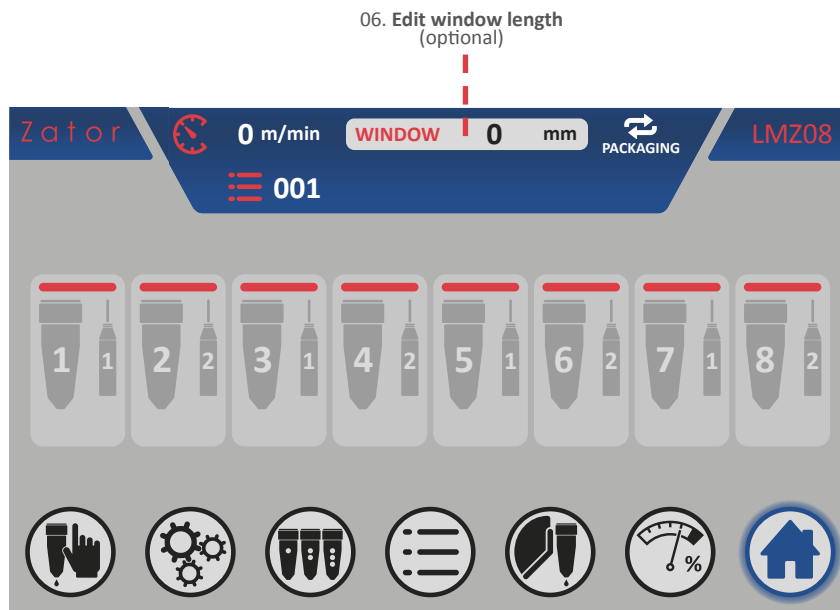 06. Edit window length
(optional)
Zator
0 m/min
WINDOW 0 mm
PACKAGING
LMZ08
001
1 1 2 2 3 1 4 2 5 1 6 2 7 1 8 2
%